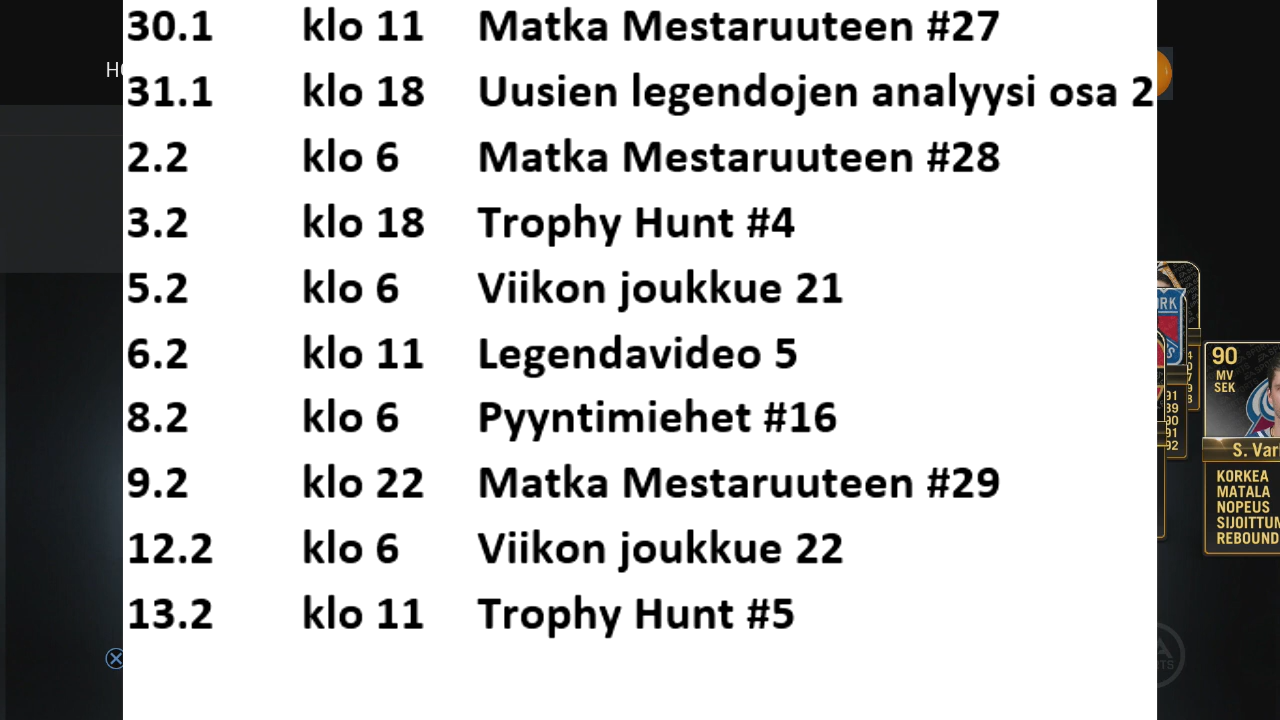 30.1 klo 11 Matka Mestaruuteen #27
31.1 klo 18 Uusien legendojen analyysi osa 2
2.2 klo 6 Matka Mestaruuteen #28
3.2 klo 18 Trophy Hunt #4
5.2 klo 6 Viikon joukkue 21
6.2 klo 11 Legendavideo 5
8.2 klo 6 Pyyntimiehet #16
9.2 klo 22 Matka Mestaruuteen #29
12.2 klo 6 Viikon joukkue 22
13.2 klo 11 Trophy Hunt #5
90
MV
SEK
S. Var
KORKEA
MATALA
NOPEUS
SIJOITTUM
REBOUND